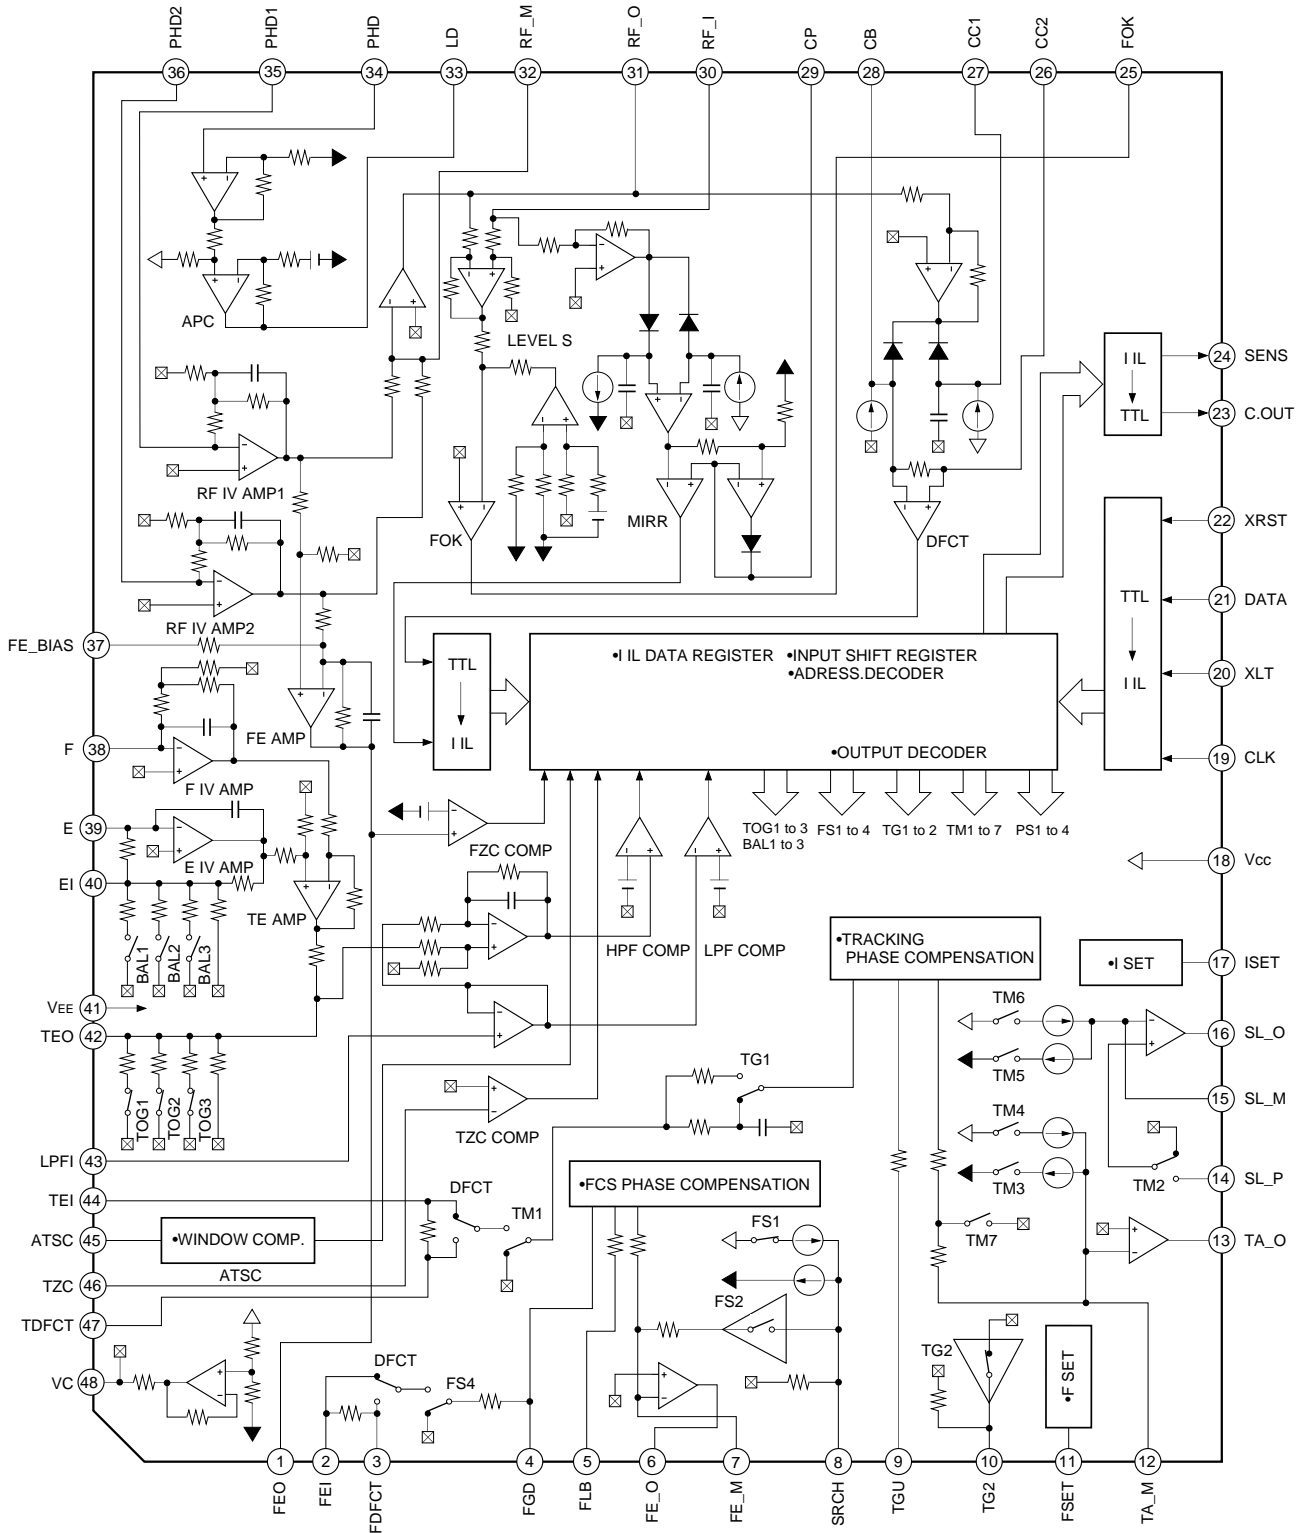 PHD2
PHD1
PHD
LD
RF_M
RF_O
RF_I
CP
CB
CC1
CC2
FOK
36
35
34
33
32
31
30
29
28
27
26
25
APC
LEVEL S
RF IV AMP1
FOK
MIRR
DFCT
RF IV AMP2
I IL
TTL
24
SENS
23
C.OUT
22
XRST
TTL
I IL
21
DATA
20
XLT
19
CLK
FE_BIAS
37
TTL
I IL
•I IL DATA REGISTER
•INPUT SHIFT REGISTER
•ADRESS.DECODER
•OUTPUT DECODER
FE AMP
F
38
F IV AMP
E
39
E IV AMP
EI
40
TE AMP
FZC COMP
HPF COMP
LPF COMP
TOG1 to 3
BAL1 to 3
FS1 to 4
TG1 to 2
TM1 to 7
PS1 to 4
18
Vcc
BAL1
BAL2
BAL3
•TRACKING
PHASE COMPENSATION
•I SET
17
ISET
VEE
41
TEO
42
TM6
TM5
16
SL_O
15
SL_M
TOG1
TOG2
TOG3
TZC COMP
TG1
TM4
TM3
TM2
14
SL_P
LPFI
43
TEI
44
DFCT
TM1
•FCS PHASE COMPENSATION
ATSC
45
•WINDOW COMP.
ATSC
TM7
13
TA_O
TZC
46
TDFCT
47
FS1
FS2
VC
48
DFCT
FS4
TG2
•F SET
1
2
3
4
5
6
7
8
9
10
11
12
FEO
FEI
FDFCT
FGD
FLB
FE_O
FE_M
SRCH
TGU
TG2
FSET
TA_M